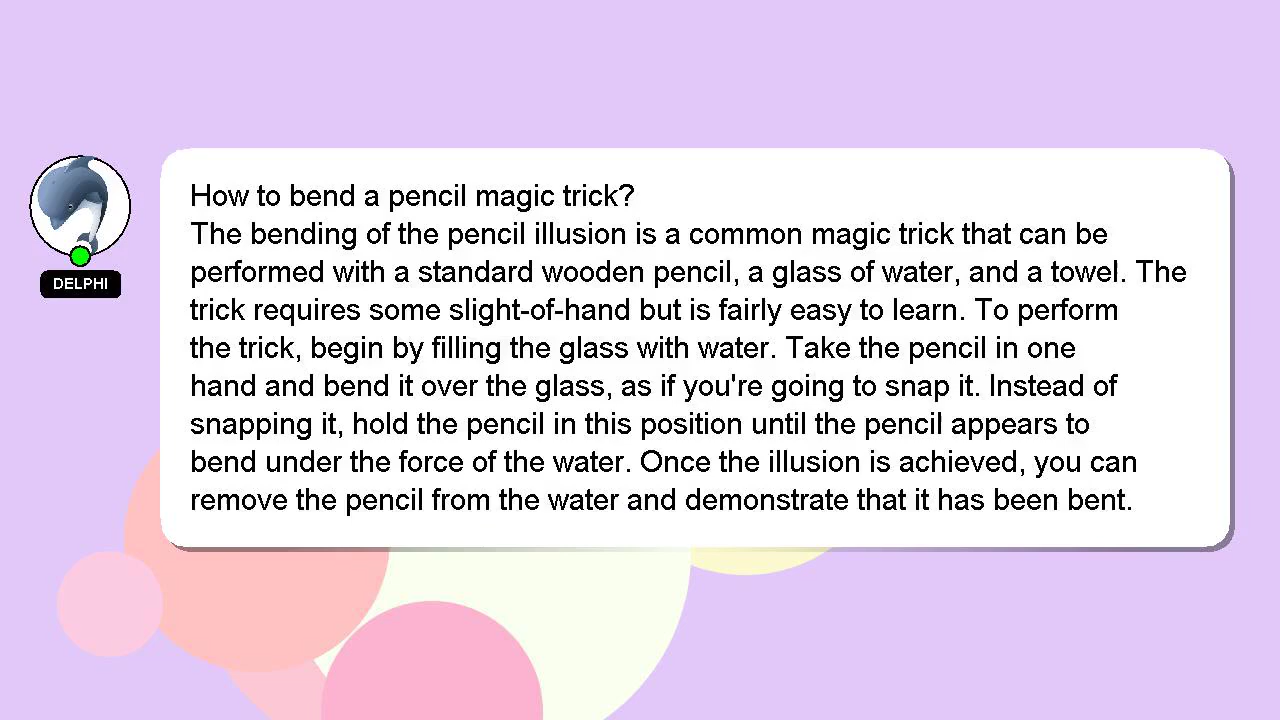 How to bend a pencil magic trick?
The bending of the pencil illusion is a common magic trick that can be
performed with a standard wooden pencil, a glass of water, and a towel. The
trick requires some slight-of-hand but is fairly easy to learn. To perform
the trick, begin by filling the glass with water. Take the pencil in one
hand and bend it over the glass, as if you're going to snap it. Instead of
snapping it, hold the pencil in this position until the pencil appears to
bend under the force of the water. Once the illusion is achieved, you can
remove the pencil from the water and demonstrate that it has been bent.
DELPHI